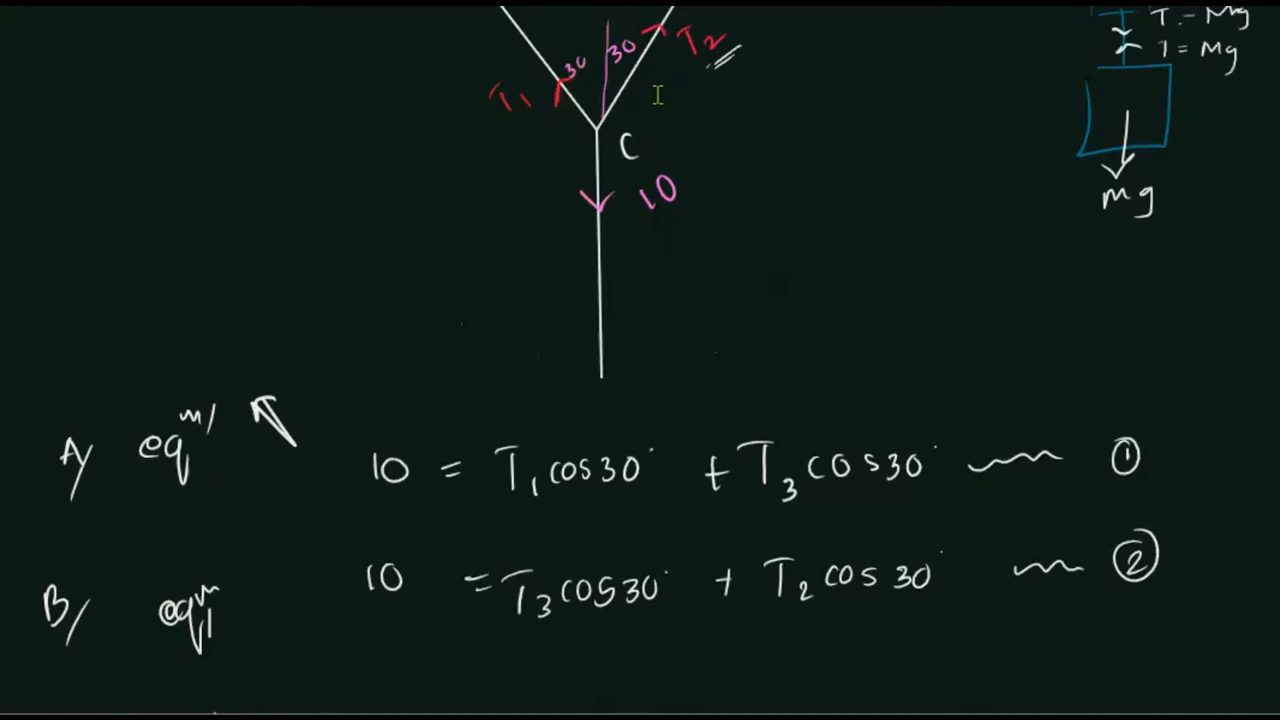 T = Mg
T = Mg
30 30 T2
T1
C
10
Mg
A/ eqm/ 10 = T1 cos30° + T3 cos30° ①
B/ eqm 10 = T3 cos30° + T2 cos30° ②